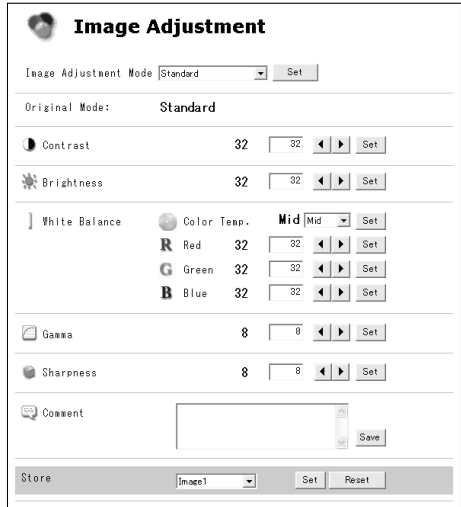 Image Adjustment
Image Adjustment Mode Standard Set
Original Mode: Standard
Contrast 32 32 Set
Brightness 32 32 Set
White Balance Color Temp. Mid Mid Set
R Red 32 32 Set
G Green 32 32 Set
B Blue 32 32 Set
Gamma 8 8 Set
Sharpness 8 8 Set
Comment
Save
Store Image1 Set Reset